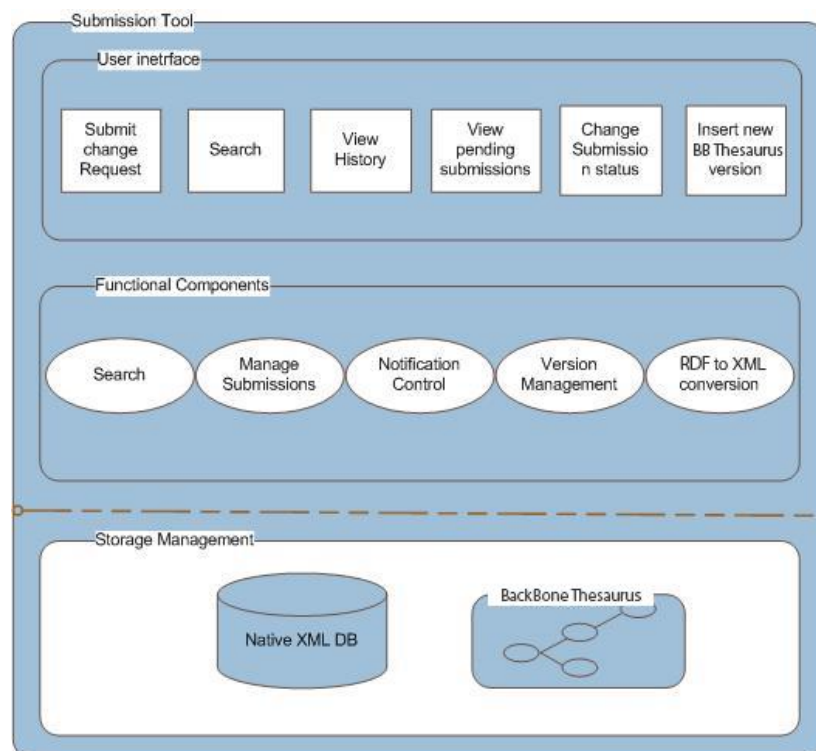 Submission Tool
User inetrface
Submit
change
Request
Search
View
History
View
pending
submissions
Change
Submissio
n status
Insert new
BB Thesaurus
version
Functional Components
Search
Manage
Submissions
Notification
Control
Version
Management
RDF to XML
conversion
Storage Management
Native XML DB
BackBone Thesaurus